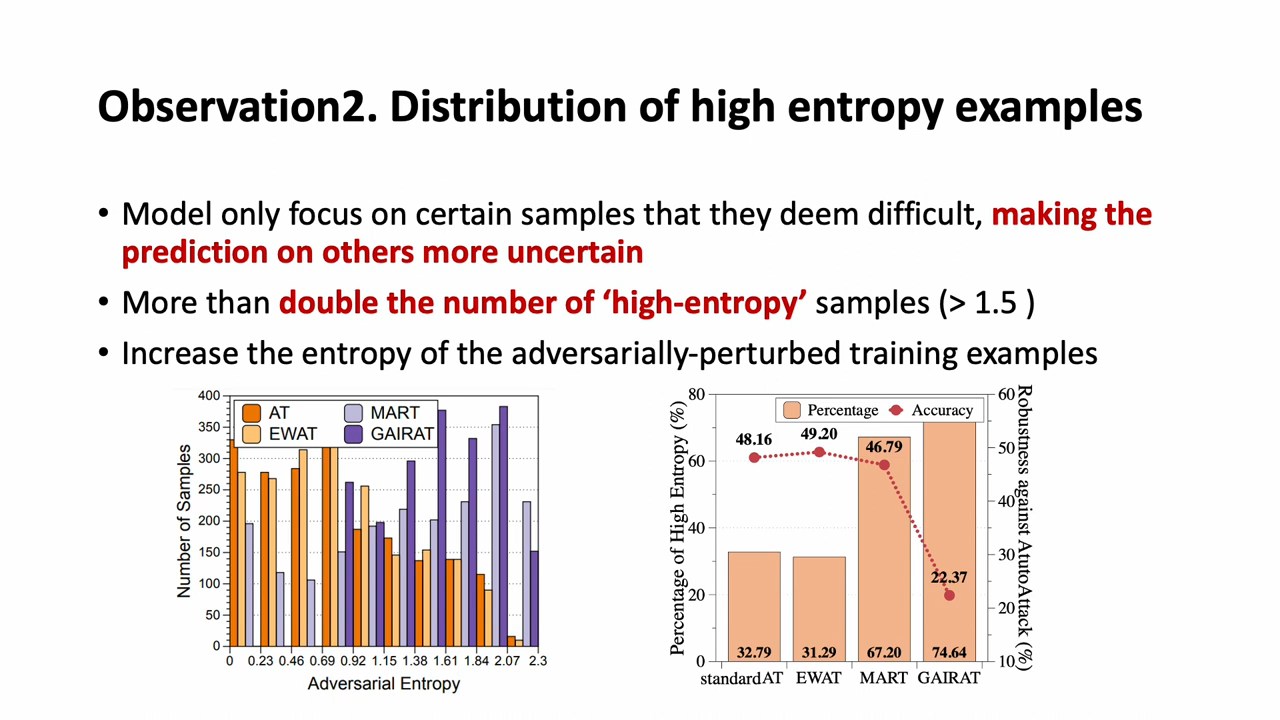 Observation2. Distribution of high entropy examples
• Model only focus on certain samples that they deem difficult, making the
prediction on others more uncertain
• More than double the number of ‘high-entropy’ samples (> 1.5 )
• Increase the entropy of the adversarially-perturbed training examples
400
350
300
250
200
150
100
50
0
Number of Samples
AT
MART
EWAT
GAIRAT
0 0.23 0.46 0.69 0.92 1.15 1.38 1.61 1.84 2.07 2.3
Adversarial Entropy
80
60
40
20
0
Percentage of High Entropy (%)
Percentage
Accuracy
48.16
49.20
46.79
22.37
32.79
31.29
67.20
74.64
standardAT EWAT MART GAIRAT
60
50
40
30
20
10
Robustness against AtutoAttack (%)